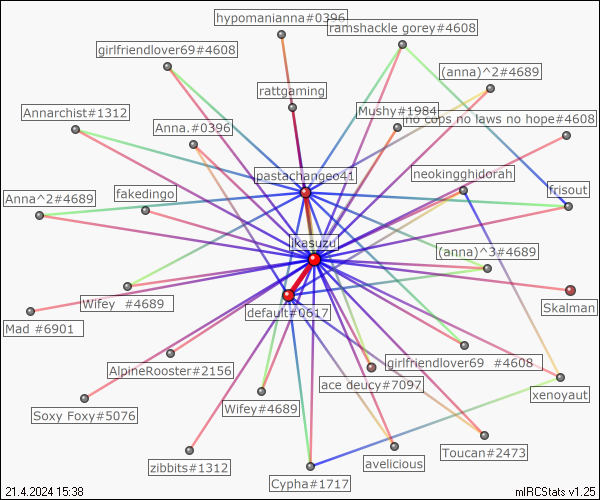 hypomanianna#0396
ramshackle gorey#4608
girlfriendlover69#4608
(anna)^2#4689
rattgaming
Annarchist#1312
Mushy#1984
no cops no laws no hope#4608
Anna.#0396
pastachangeo41
neokingghidorah
fakedingo
frisout
Anna^2#4689
ikasuzu
(anna)^3#4689
Wifey #4689
Skalman
default#0617
Mad #6901
AlpineRooster#2156
girlfriendlover69 #4608
ace deucy#7097
xenoyaut
Wifey#4689
Soxy Foxy#5076
Toucan#2473
zibbits#1312
avelicious
Cypha#1717
21.4.2024 15:38
mIRCStats v1.25